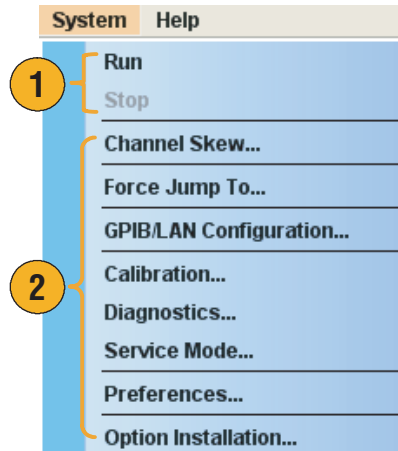 System Help
1
Run
Stop
2
Channel Skew...
Force Jump To...
GPIB/LAN Configuration...
Calibration...
Diagnostics...
Service Mode...
Preferences...
Option Installation...